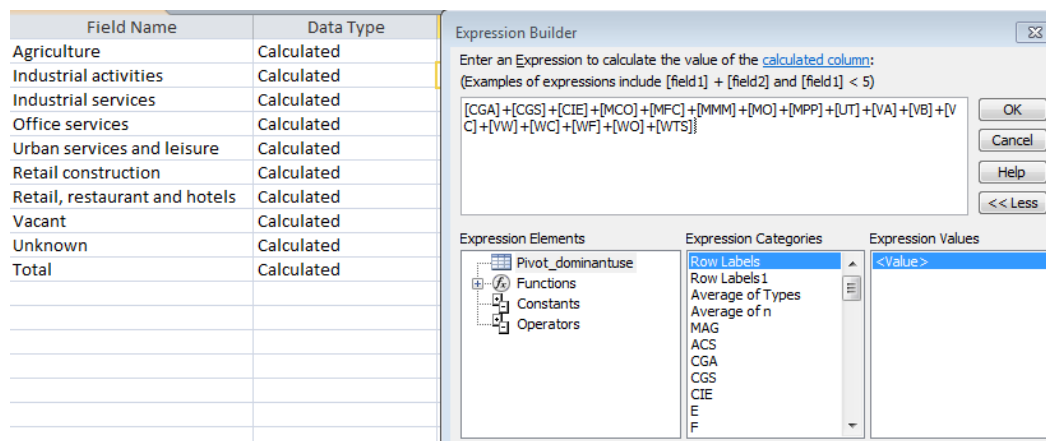 Field Name Data Type
Agriculture Calculated
Industrial activities Calculated
Industrial services Calculated
Office services Calculated
Urban services and leisure Calculated
Retail construction Calculated
Retail, restaurant and hotels Calculated
Vacant Calculated
Unknown Calculated
Total Calculated
Expression Builder
Enter an Expression to calculate the value of the calculated column:
(Examples of expressions include [field1] + [field2] and [field1] < 5)
[CGA]+[CGS]+[CIE]+[MCO]+[MFC]+[MMM]+[MO]+[MPP]+[UT]+[VA]+[VB]+[V
C]+[VW]+[WC]+[WF]+[WO]+[WTS]
OK
Cancel
Help
<< Less
Expression Elements
Pivot_dominantuse
Functions
Constants
Operators
Expression Categories
Row Labels
Row Labels1
Average of Types
Average of n
MAG
ACS
CGA
CGS
CIE
E
F
Expression Values
<Value>